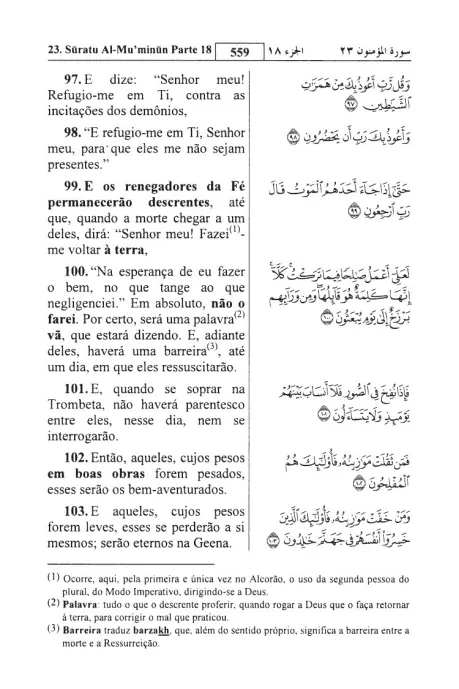 23. Sūratu Al-Mu’minūn Parte 18
559
الجزء ١٨
سورة المؤمنون ٢٣
97. E dize: “Senhor meu!
Refugio-me em Ti, contra as
incitações dos demônios,
98. “E refugio-me em Ti, Senhor
meu, para que eles me não sejam
presentes.”
99. E os renegadores da Fé
permanecerão descrentes, até
que, quando a morte chegar a um
deles, dirá: “Senhor meu! Fazei(1)-
me voltar à terra,
100. “Na esperança de eu fazer
o bem, no que tange ao que
negligenciei.” Em absoluto, não o
farei. Por certo, será uma palavra(2)
vã, que estará dizendo. E, adiante
deles, haverá uma barreira(3), até
um dia, em que eles ressuscitarão.
101. E, quando se soprar na
Trombeta, não haverá parentesco
entre eles, nesse dia, nem se
interrogarão.
102. Então, aqueles, cujos pesos
em boas obras forem pesados,
esses serão os bem-aventurados.
103. E aqueles, cujos pesos
forem leves, esses se perderão a si
mesmos; serão eternos na Geena.
وَقُل رَّبِّ أَعُوذُ بِكَ مِنْ هَمَزَٰتِ
ٱلشَّيَٰطِينِ ٩٧
وَأَعُوذُ بِكَ رَبِّ أَن يَحْضُرُونِ ٩٨
حَتَّىٰٓ إِذَا جَآءَ أَحَدَهُمُ ٱلْمَوْتُ قَالَ
رَبِّ ٱرْجِعُونِ ٩٩
لَعَلِّىٓ أَعْمَلُ صَٰلِحًا فِيمَا تَرَكْتُ ۚ كَلَّآ ۚ
إِنَّهَا كَلِمَةٌ هُوَ قَآئِلُهَا ۖ وَمِن وَرَآئِهِم
بَرْزَخٌ إِلَىٰ يَوْمِ يُبْعَثُونَ ١٠٠
فَإِذَا نُفِخَ فِى ٱلصُّورِ فَلَآ أَنسَابَ بَيْنَهُمْ
يَوْمَئِذٍ وَلَا يَتَسَآءَلُونَ ١٠١
فَمَن ثَقُلَتْ مَوَٰزِينُهُۥ فَأُو۟لَٰٓئِكَ هُمُ
ٱلْمُفْلِحُونَ ١٠٢
وَمَنْ خَفَّتْ مَوَٰزِينُهُۥ فَأُو۟لَٰٓئِكَ ٱلَّذِينَ
خَسِرُوٓا۟ أَنفُسَهُمْ فِى جَهَنَّمَ خَٰلِدُونَ ١٠٣
(1) Ocorre, aqui, pela primeira e única vez no Alcorão, o uso da segunda pessoa do
plural, do Modo Imperativo, dirigindo-se a Deus.
(2) Palavra: tudo o que o descrente proferir, quando rogar a Deus que o faça retornar
à terra, para corrigir o mal que praticou.
(3) Barreira traduz barzakh, que, além do sentido próprio, significa a barreira entre a
morte e a Ressurreição.